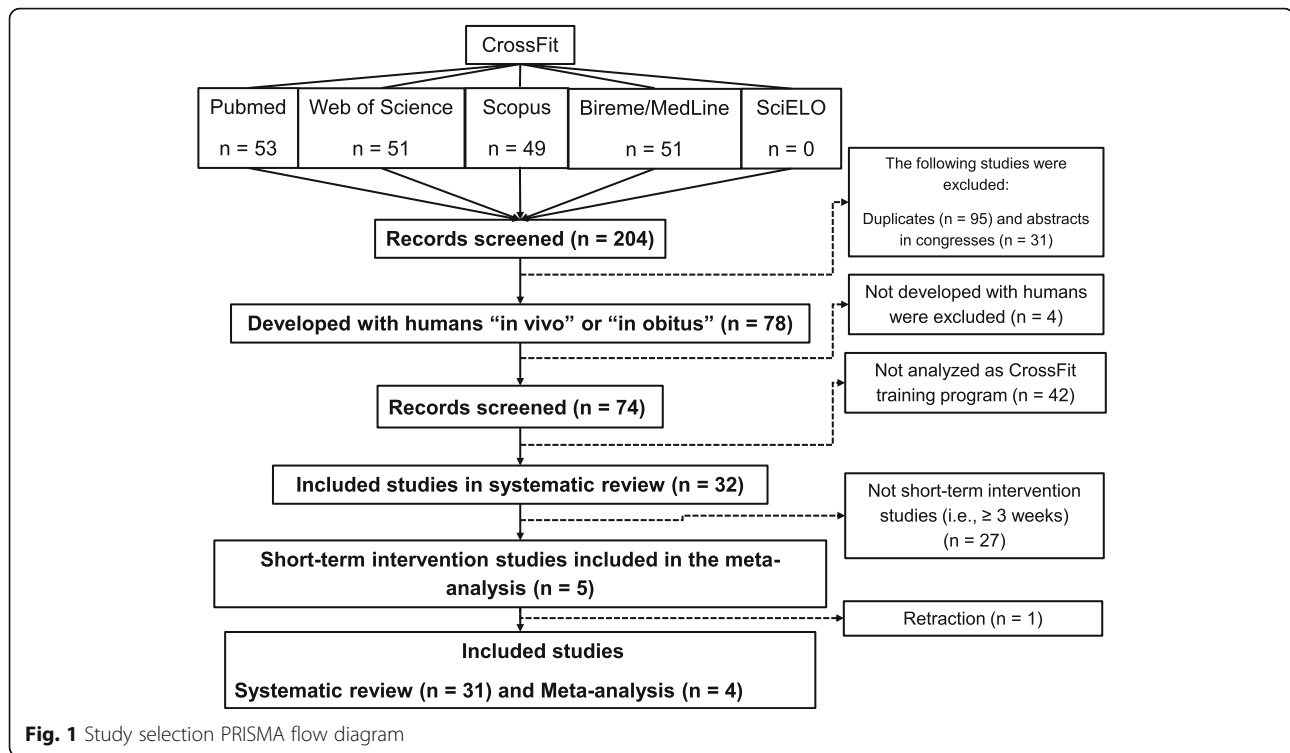 CrossFit
Pubmed
n = 53
Web of Science
n = 51
Scopus
n = 49
Bireme/MedLine
n = 51
SciELO
n = 0
The following studies were
excluded:
Duplicates (n = 95) and abstracts
in congresses (n = 31)
Records screened (n = 204)
Developed with humans “in vivo” or “in obitus” (n = 78)
Not developed with humans
were excluded (n = 4)
Records screened (n = 74)
Not analyzed as CrossFit
training program (n = 42)
Included studies in systematic review (n = 32)
Not short-term intervention
studies (i.e., ≥ 3 weeks)
(n = 27)
Short-term intervention studies included in the meta-
analysis (n = 5)
Retraction (n = 1)
Included studies
Systematic review (n = 31) and Meta-analysis (n = 4)
Fig. 1 Study selection PRISMA flow diagram